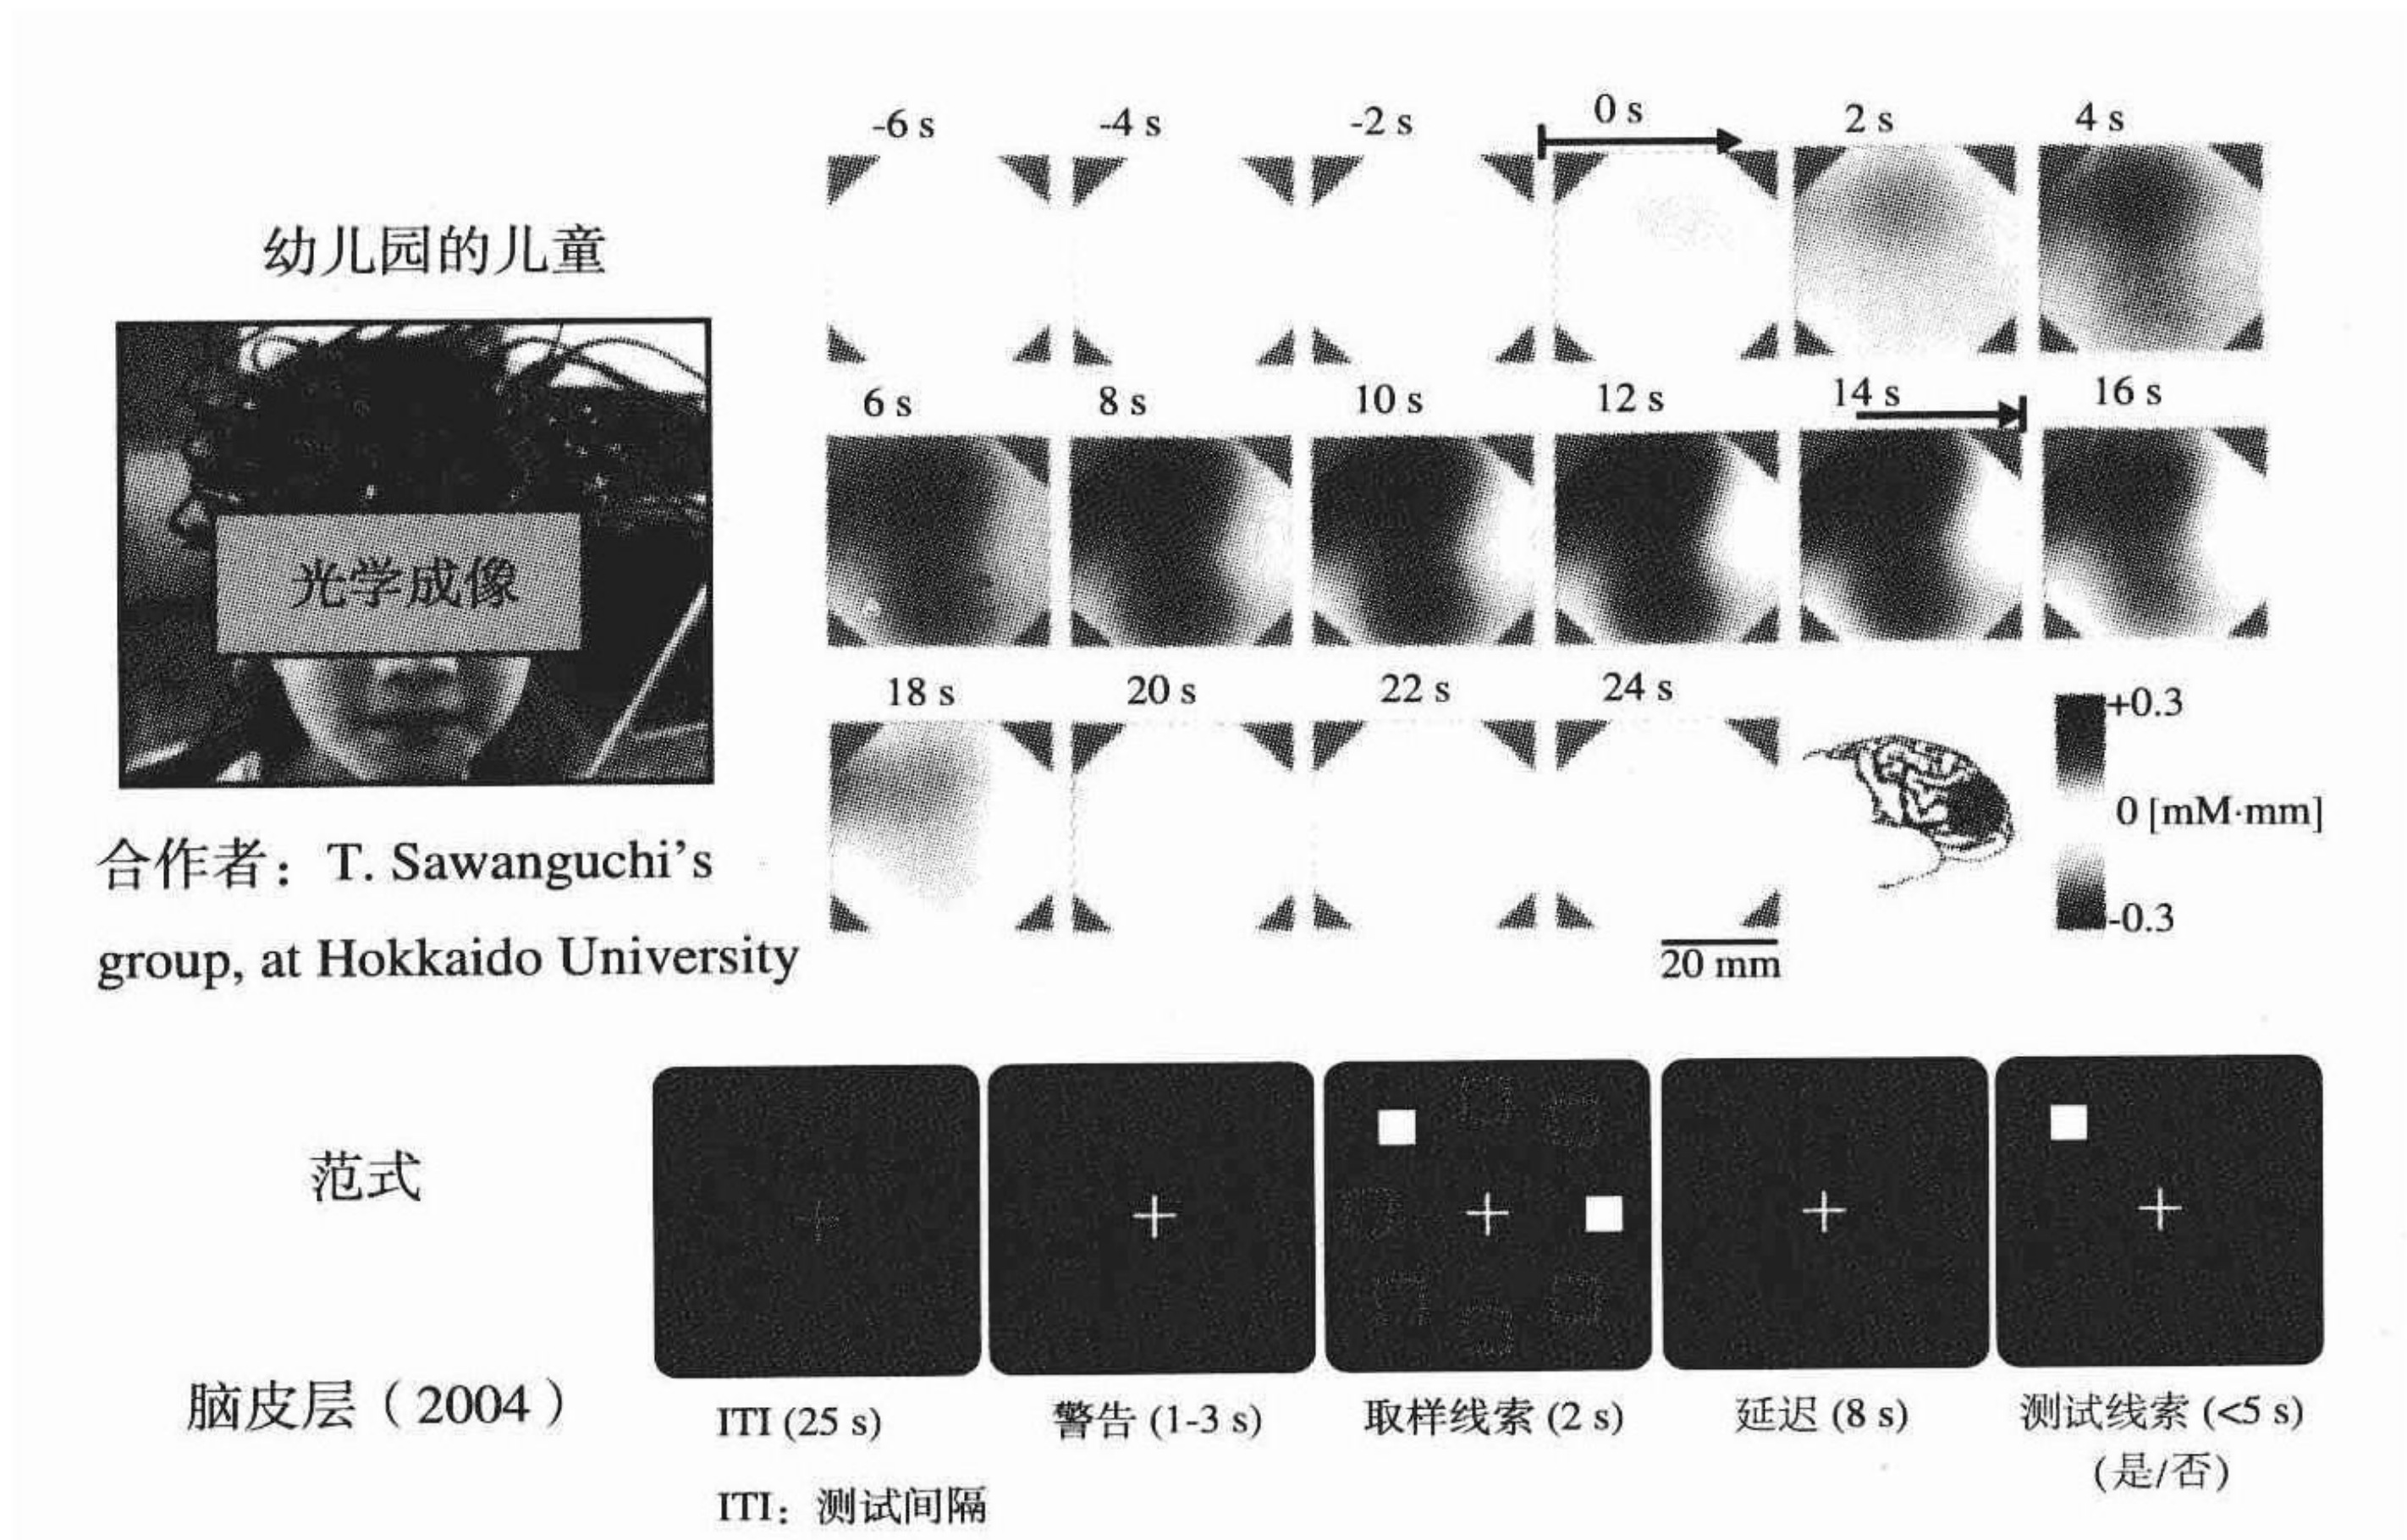 幼儿园的儿童
光学成像
合作者：T. Sawanguchi's
group, at Hokkaido University
-6 s -4 s -2 s 0 s 2 s 4 s
6 s 8 s 10 s 12 s 14 s 16 s
18 s 20 s 22 s 24 s
+0.3
0 [mM·mm]
-0.3
20 mm
范式
脑皮层（2004）
ITI (25 s) 警告 (1-3 s) 取样线索 (2 s) 延迟 (8 s) 测试线索 (<5 s)
(是/否)
ITI：测试间隔